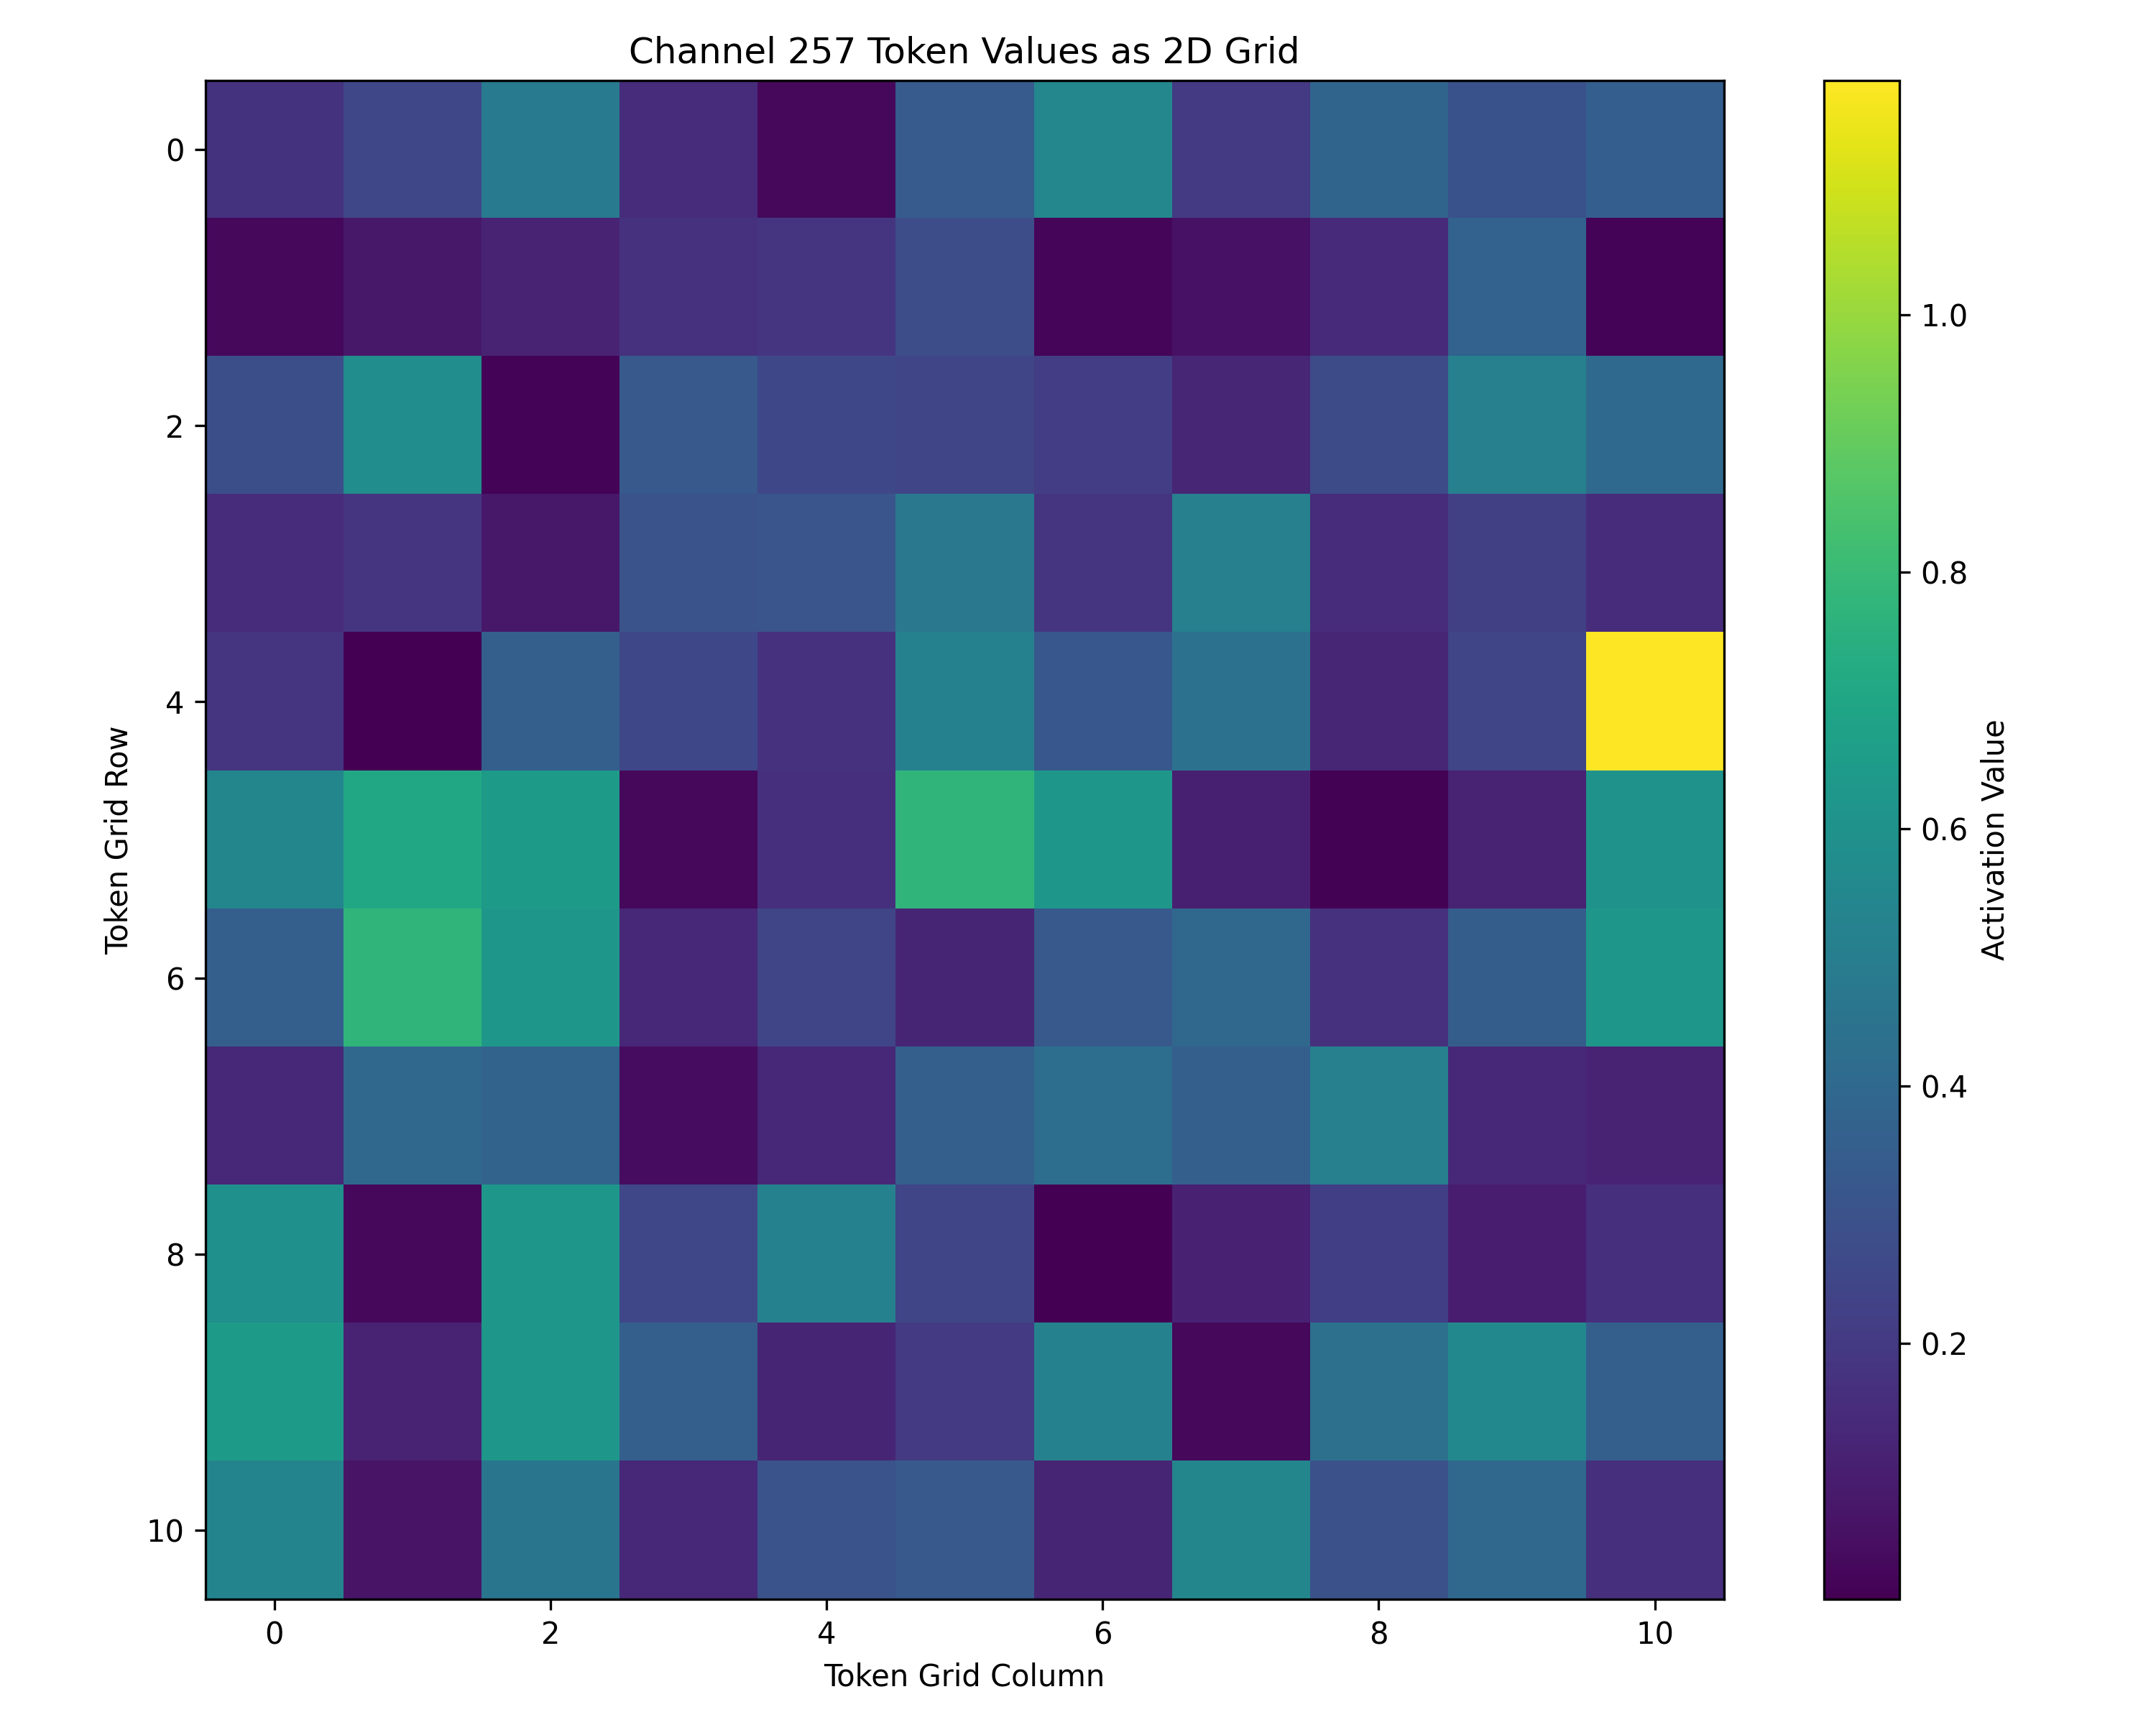 Channel 257 Token Values as 2D Grid
0
2
4
6
8
10
Token Grid Row
0 2 4 6 8 10
Token Grid Column
1.0
0.8
0.6
0.4
0.2
Activation Value